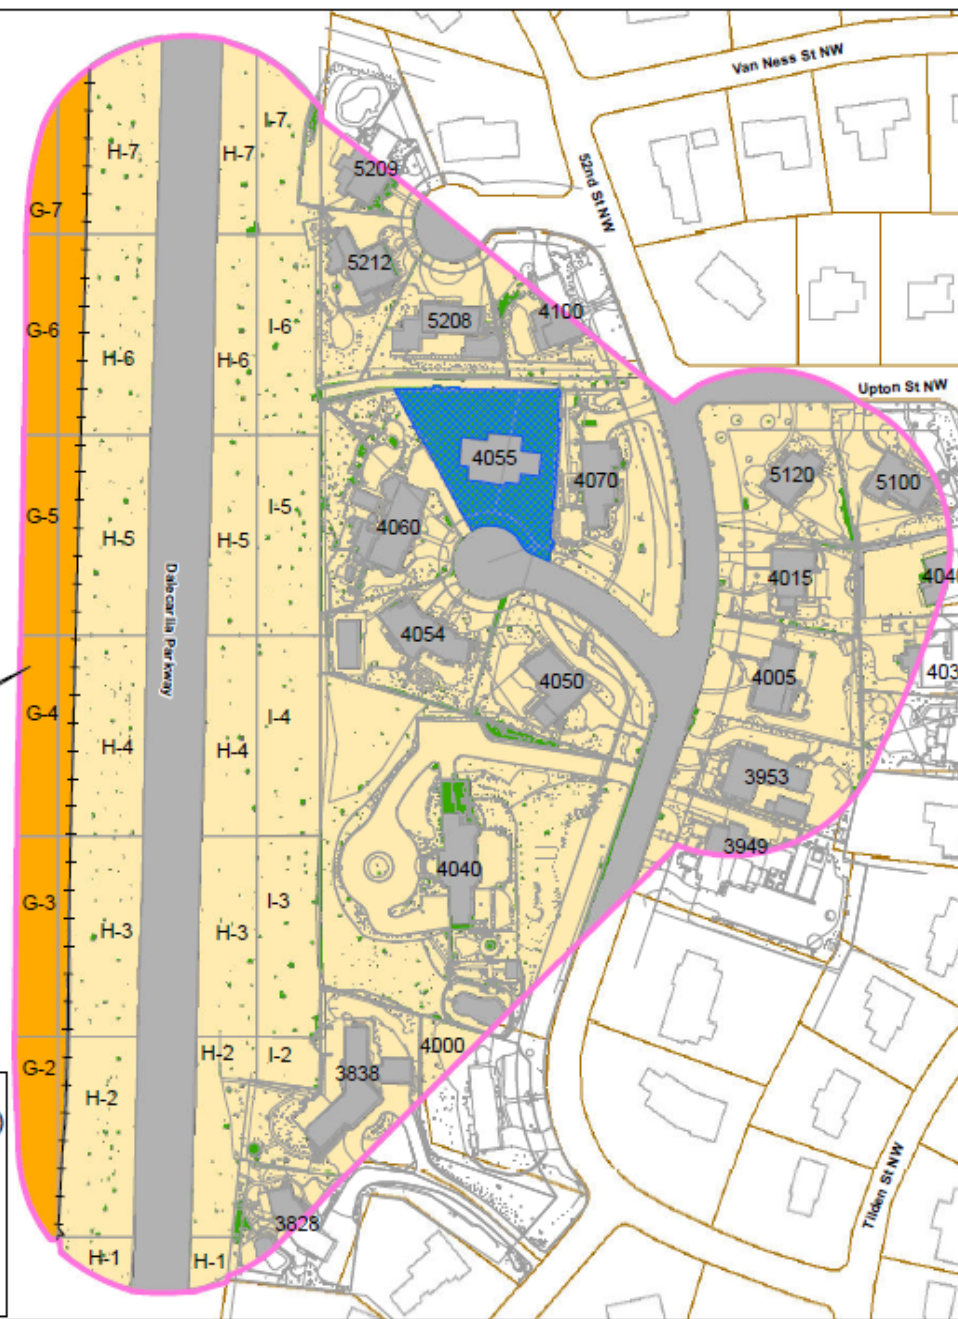 Van Ness St NW
I-7
H-7
H-7
5209
52nd St NW
G-7
5212
4100
5208
I-6
G-6
H-6
H-6
Upton St NW
4055
5120
4070
5100
I-5
G-5
4060
H-5
H-5
4015
Dalecarlia Parkway
4054
4050
4005
G-4
I-4
H-4
H-4
3953
3949
4040
I-3
G-3
H-3
H-3
4000
H-2
I-2
G-2
3838
H-2
Tilden St NW
3828
H-1
H-1